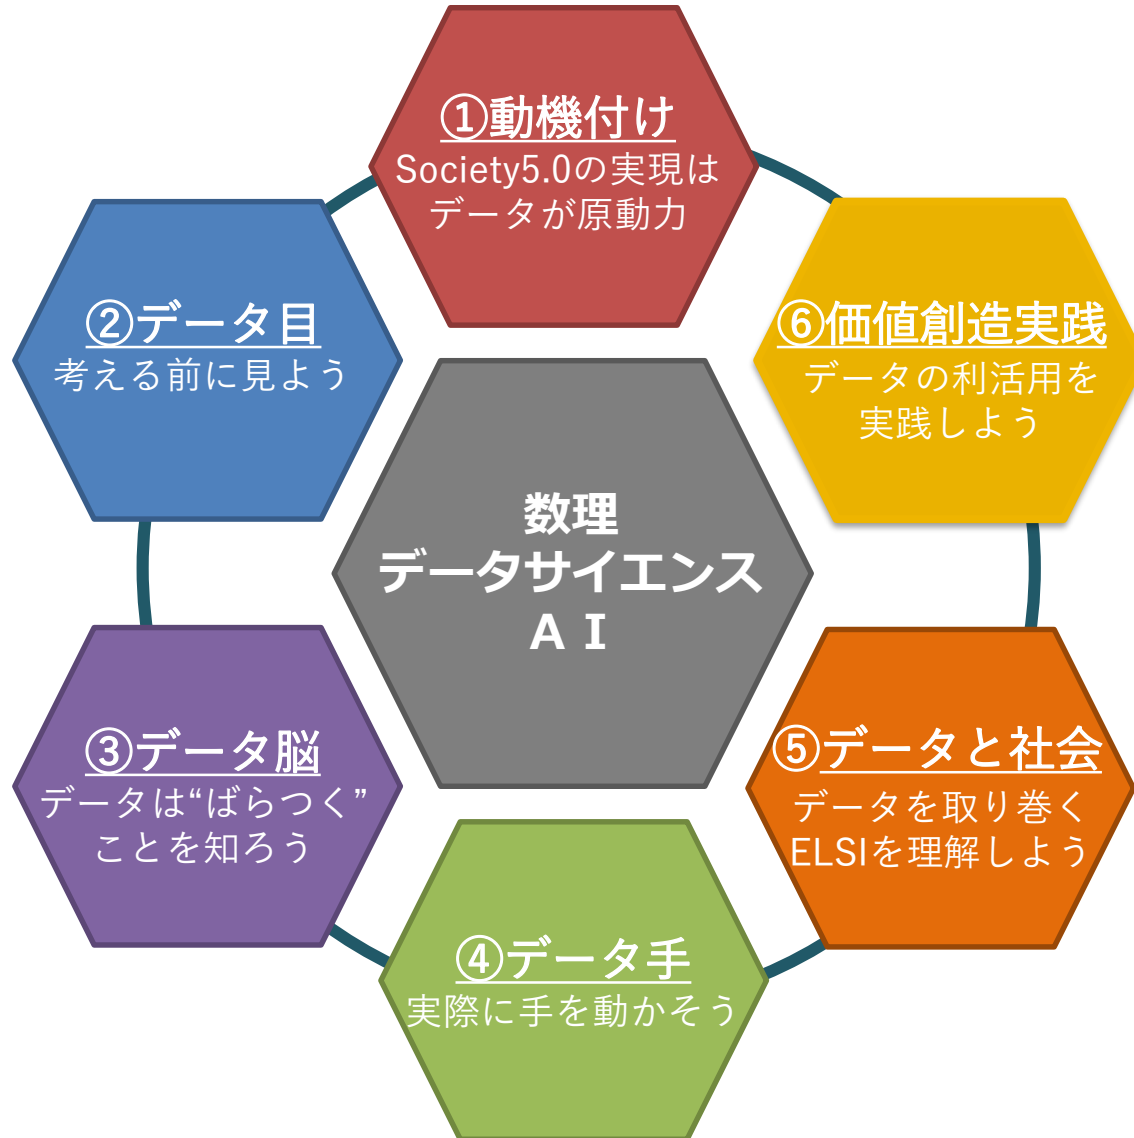 ①動機付け
Society5.0の実現は
データが原動力
②データ目
考える前に見よう
③データ脳
データは“ばらつく”
ことを知ろう
④データ手
実際に手を動かそう
⑤データと社会
データを取り巻く
ELSIを理解しよう
⑥価値創造実践
データの利活用を
実践しよう
数理
データサイエンス
ＡＩ